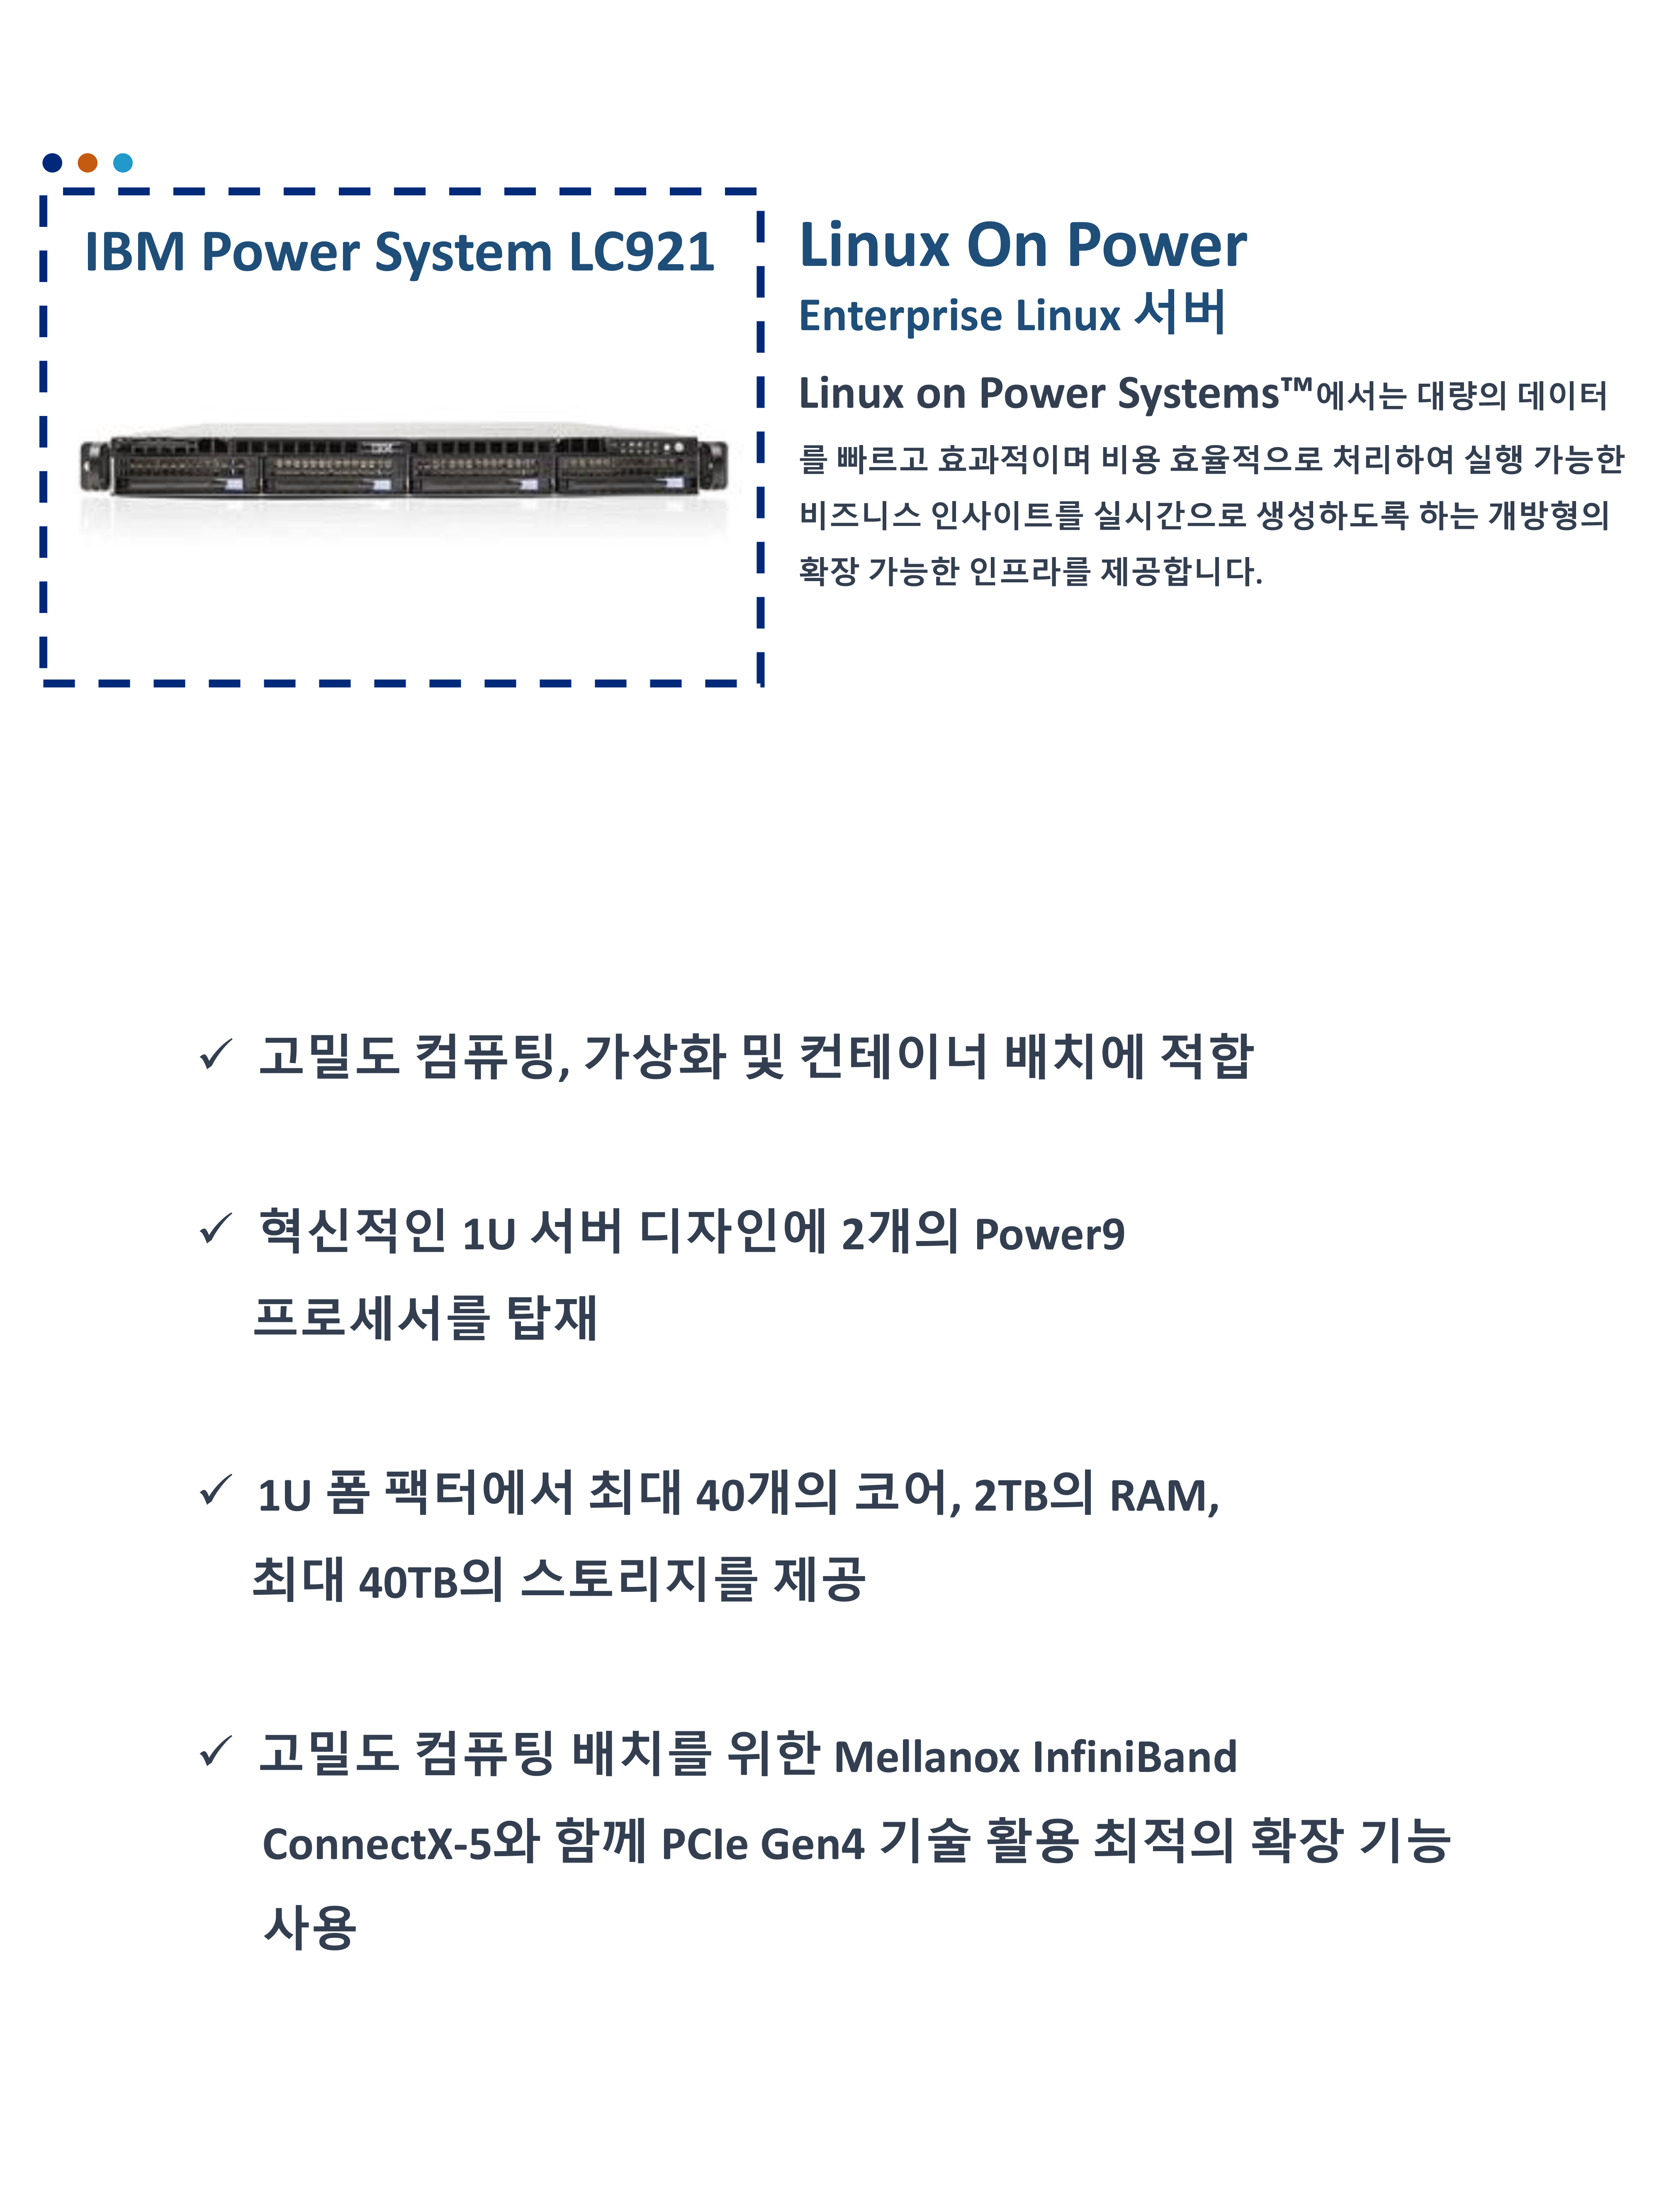 IBM Power System LC921
Linux On Power
Enterprise Linux 서버
Linux on Power Systems™에서는 대량의 데이터
를 빠르고 효과적이며 비용 효율적으로 처리하여 실행 가능한
비즈니스 인사이트를 실시간으로 생성하도록 하는 개방형의
확장 가능한 인프라를 제공합니다.
✓ 고밀도 컴퓨팅, 가상화 및 컨테이너 배치에 적합
✓ 혁신적인 1U 서버 디자인에 2개의 Power9
프로세서를 탑재
✓ 1U 폼 팩터에서 최대 40개의 코어, 2TB의 RAM,
최대 40TB의 스토리지를 제공
✓ 고밀도 컴퓨팅 배치를 위한 Mellanox InfiniBand
ConnectX-5와 함께 PCIe Gen4 기술 활용 최적의 확장 기능
사용